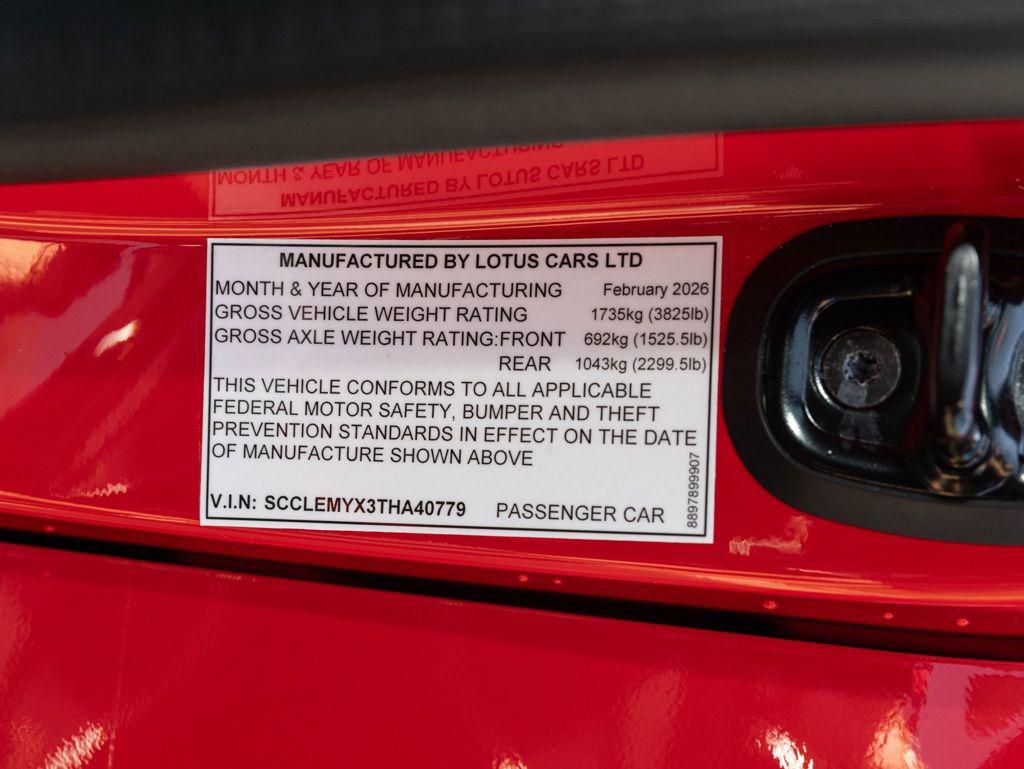 MANUFACTURED BY LOTUS CARS LTD
MONTH & YEAR OF MANUFACTURING February 2026
GROSS VEHICLE WEIGHT RATING 1735kg (3825lb)
GROSS AXLE WEIGHT RATING:FRONT 692kg (1525.5lb)
REAR 1043kg (2299.5lb)
THIS VEHICLE CONFORMS TO ALL APPLICABLE
FEDERAL MOTOR SAFETY, BUMPER AND THEFT
PREVENTION STANDARDS IN EFFECT ON THE DATE
OF MANUFACTURE SHOWN ABOVE
V.I.N: SCCLEMYX3THA40779 PASSENGER CAR
8897899907